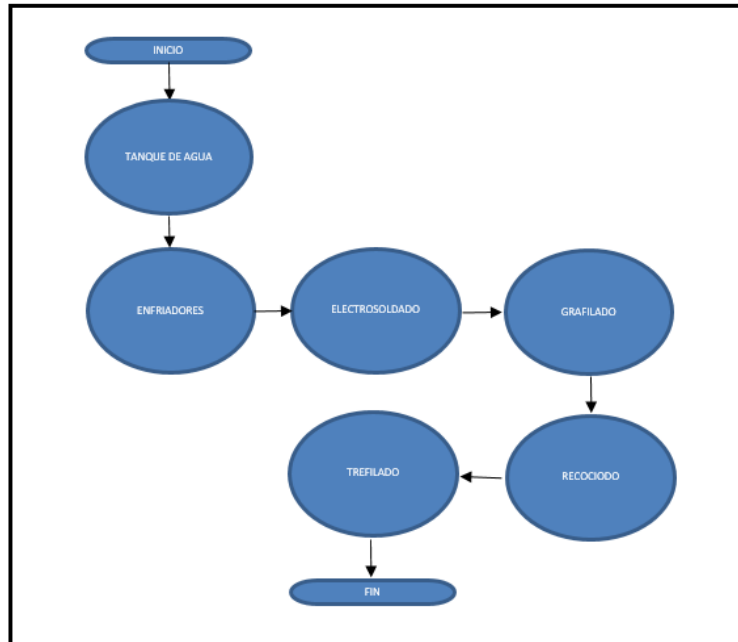 INICIO
TANQUE DE AGUA
ENFRIADORES
ELECTROSOLDADO
GRAFILADO
RECOCIODO
TREFILADO
FIN